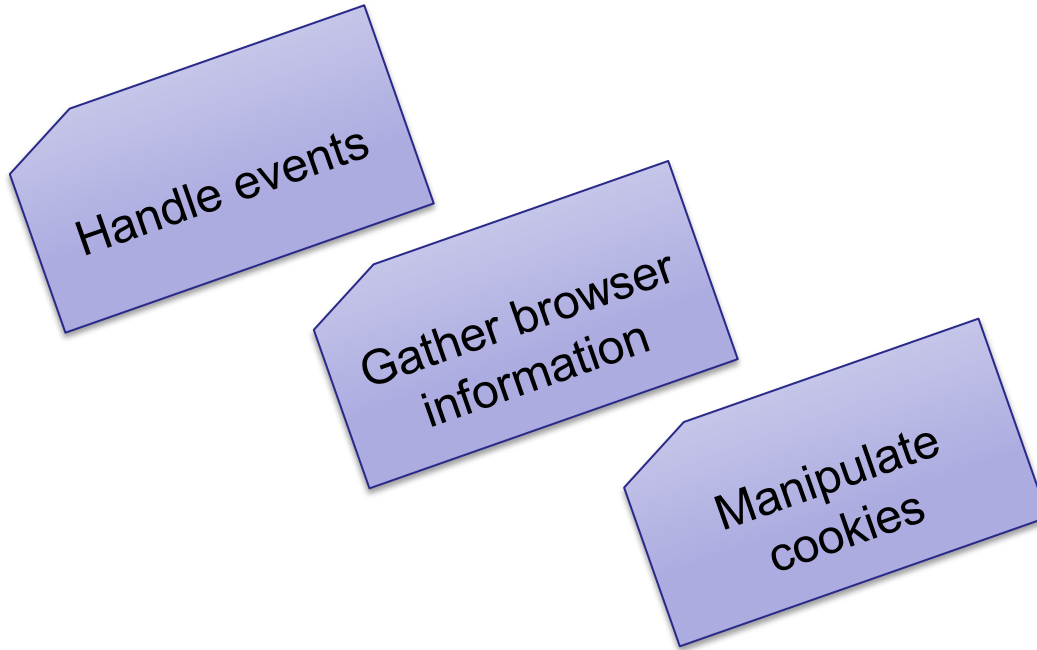 Handle events
Gather browser
information
Manipulate
cookies